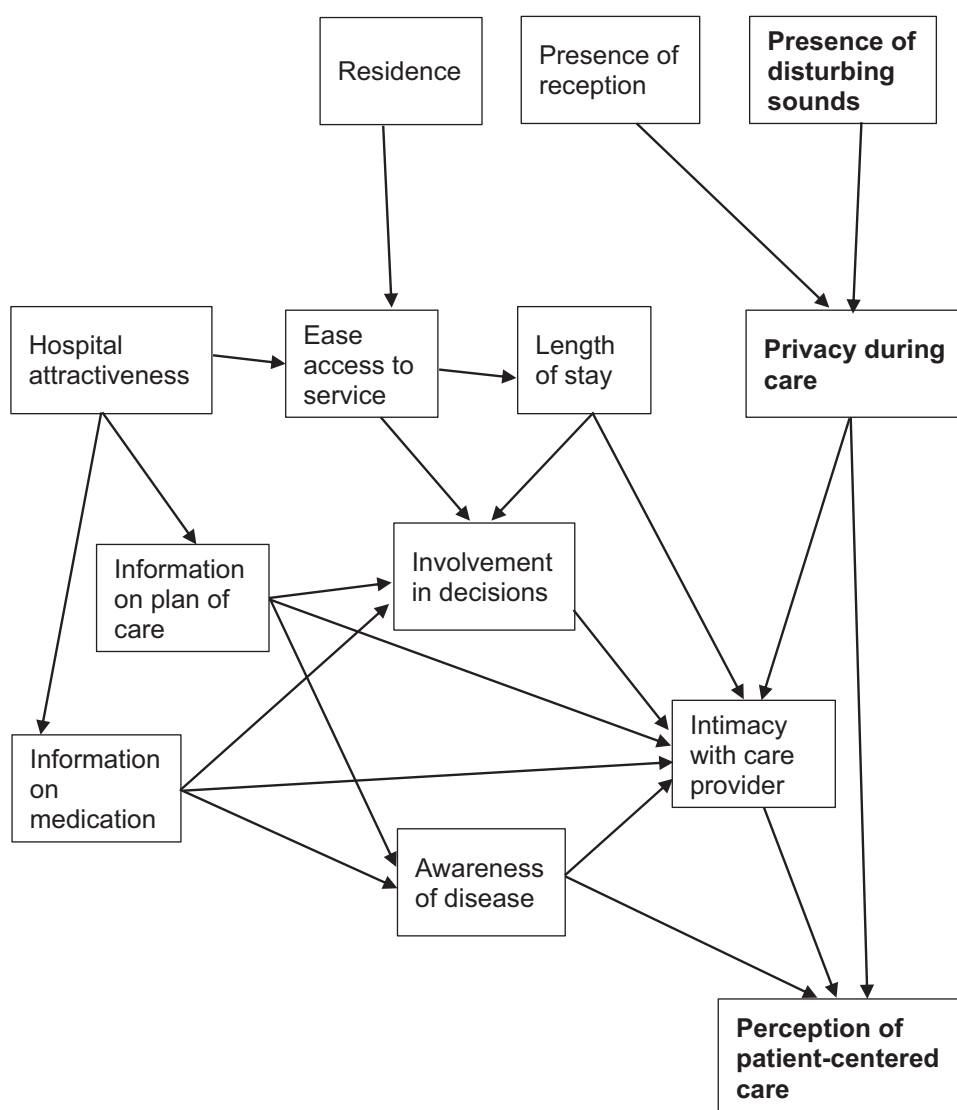 Residence
Presence of
reception
Presence of
disturbing
sounds
Hospital
attractiveness
Ease
access to
service
Length
of stay
Privacy during
care
Information
on plan of
care
Involvement
in decisions
Information
on
medication
Intimacy
with care
provider
Awareness
of disease
Perception of
patient-centered
care